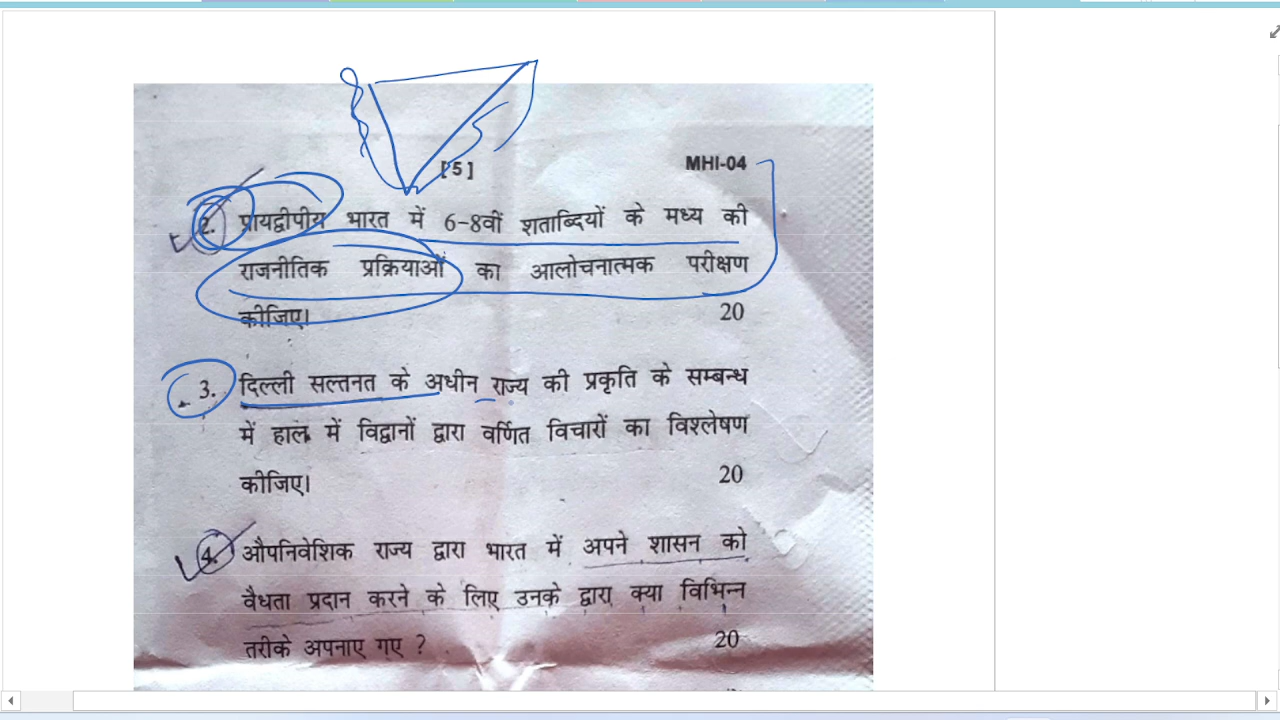 [5]
MHI-04
2. प्रायद्वीपीय भारत में 6-8वीं शताब्दियों के मध्य की
राजनीतिक प्रक्रियाओं का आलोचनात्मक परीक्षण
कीजिए। 20
3. दिल्ली सल्तनत के अधीन राज्य की प्रकृति के सम्बन्ध
में हाल में विद्वानों द्वारा वर्णित विचारों का विश्लेषण
कीजिए। 20
4. औपनिवेशिक राज्य द्वारा भारत में अपने शासन को
वैधता प्रदान करने के लिए उनके द्वारा क्या विभिन्न
तरीके अपनाए गए ? 20